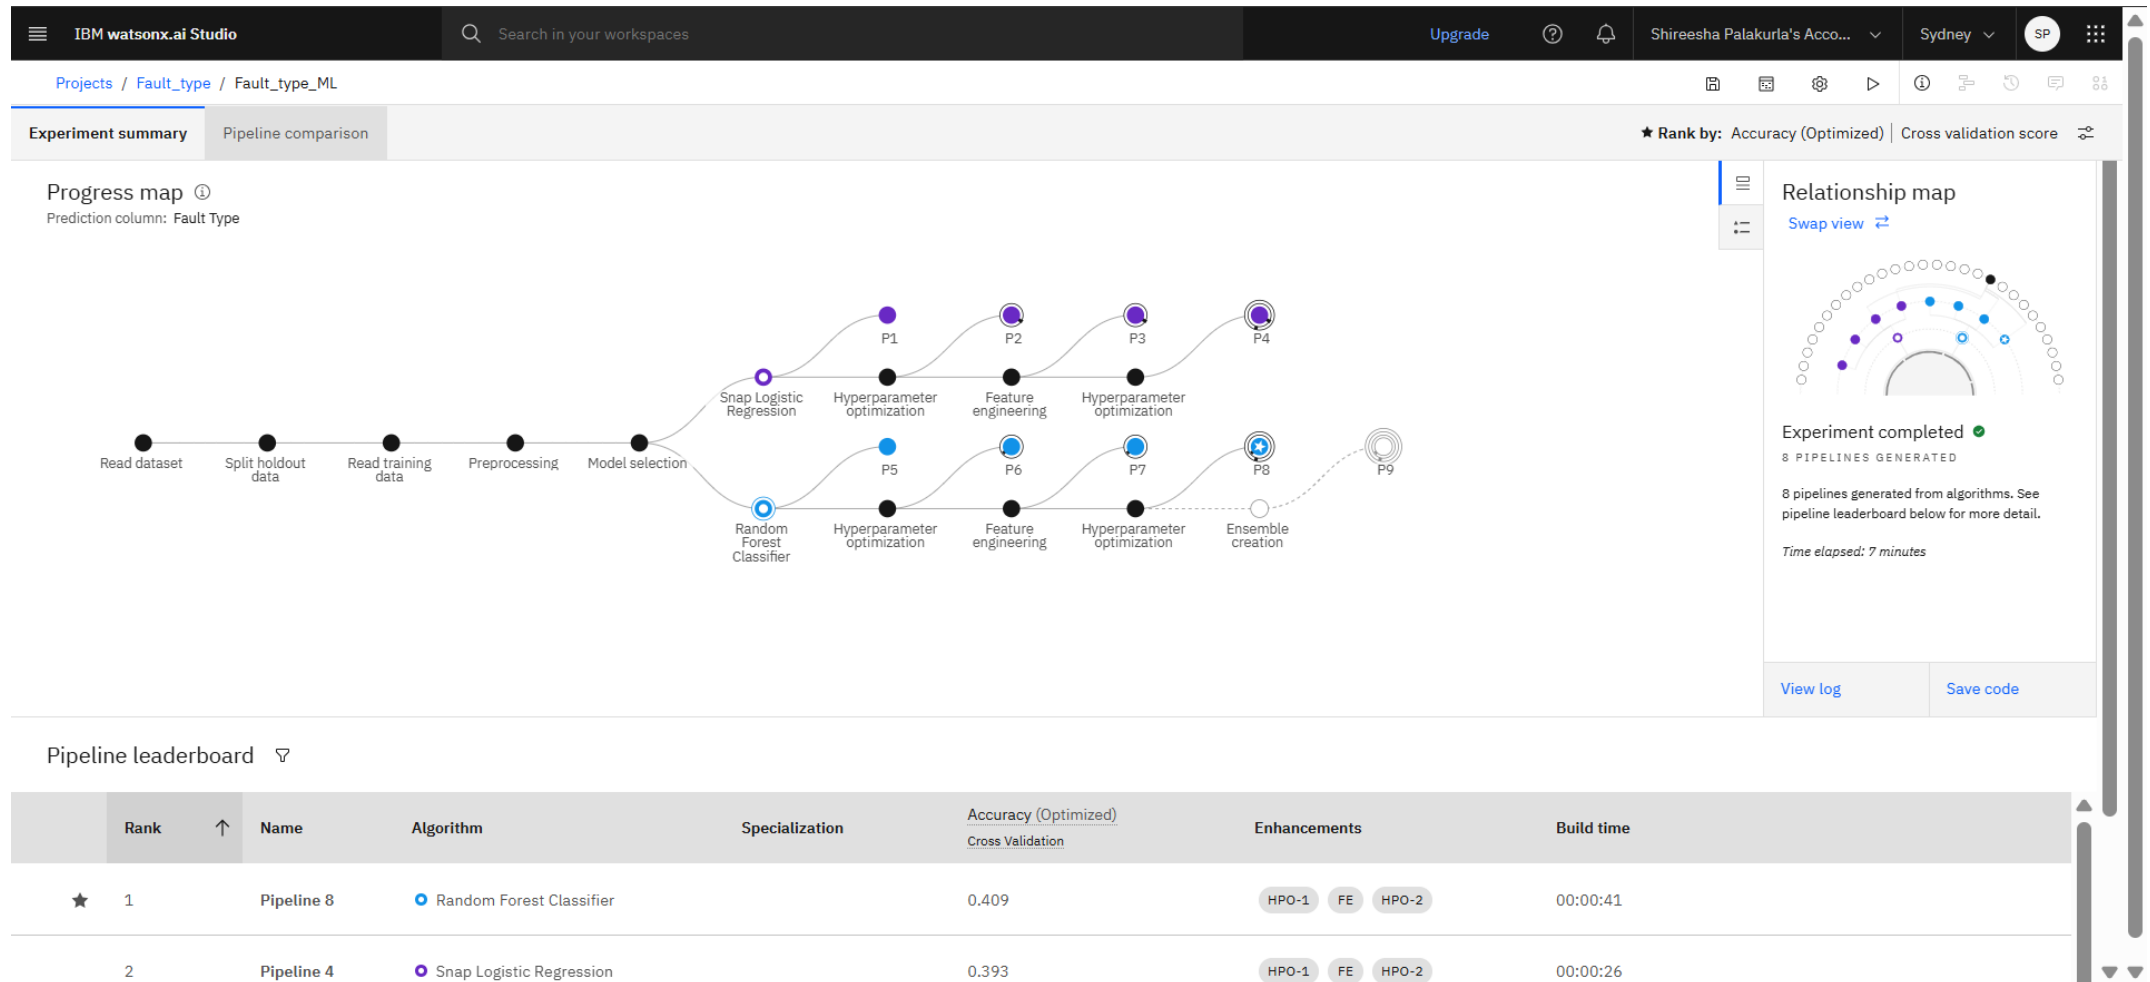 IBM watsonx.ai Studio
Search in your workspaces
Upgrade
Shireesha Palakurla's Acco...
Sydney
SP
Projects / Fault_type / Fault_type_ML
Experiment summary
Pipeline comparison
Rank by: Accuracy (Optimized) | Cross validation score
Progress map
Prediction column: Fault Type
P1
P2
P3
P4
Snap Logistic
Regression
Hyperparameter
optimization
Feature
engineering
Hyperparameter
optimization
Read dataset
Split holdout
data
Read training
data
Preprocessing
Model selection
P5
P6
P7
P8
P9
Random
Forest
Classifier
Hyperparameter
optimization
Feature
engineering
Hyperparameter
optimization
Ensemble
creation
Relationship map
Swap view
Experiment completed
8 PIPELINES GENERATED
8 pipelines generated from algorithms. See
pipeline leaderboard below for more detail.
Time elapsed: 7 minutes
View log
Save code
Pipeline leaderboard
Rank Name Algorithm Specialization Accuracy (Optimized) Enhancements Build time
Cross Validation
1 Pipeline 8 Random Forest Classifier 0.409 HPO-1 FE HPO-2 00:00:41
2 Pipeline 4 Snap Logistic Regression 0.393 HPO-1 FE HPO-2 00:00:26